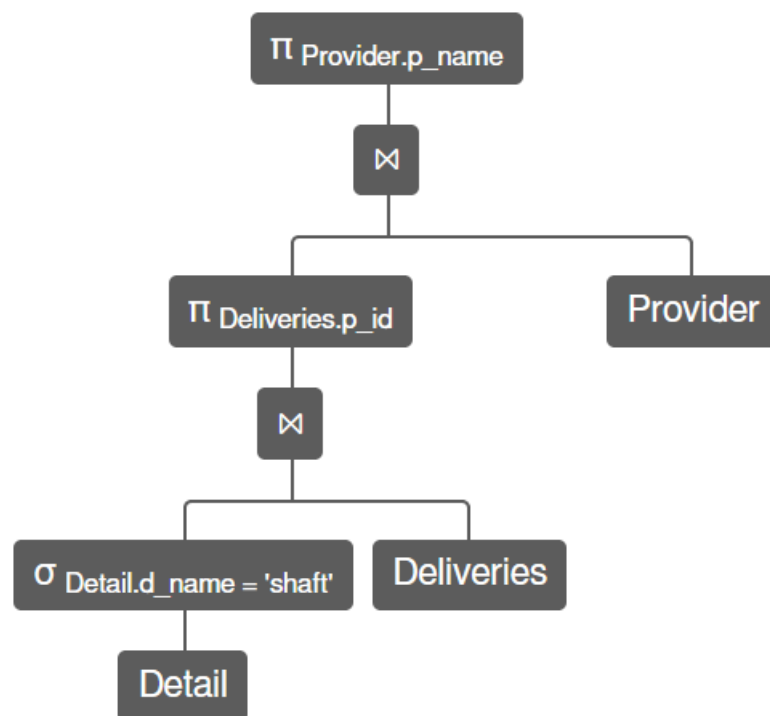 π Provider.p_name
⋈
π Deliveries.p_id
Provider
⋈
σ Detail.d_name = 'shaft'
Deliveries
Detail